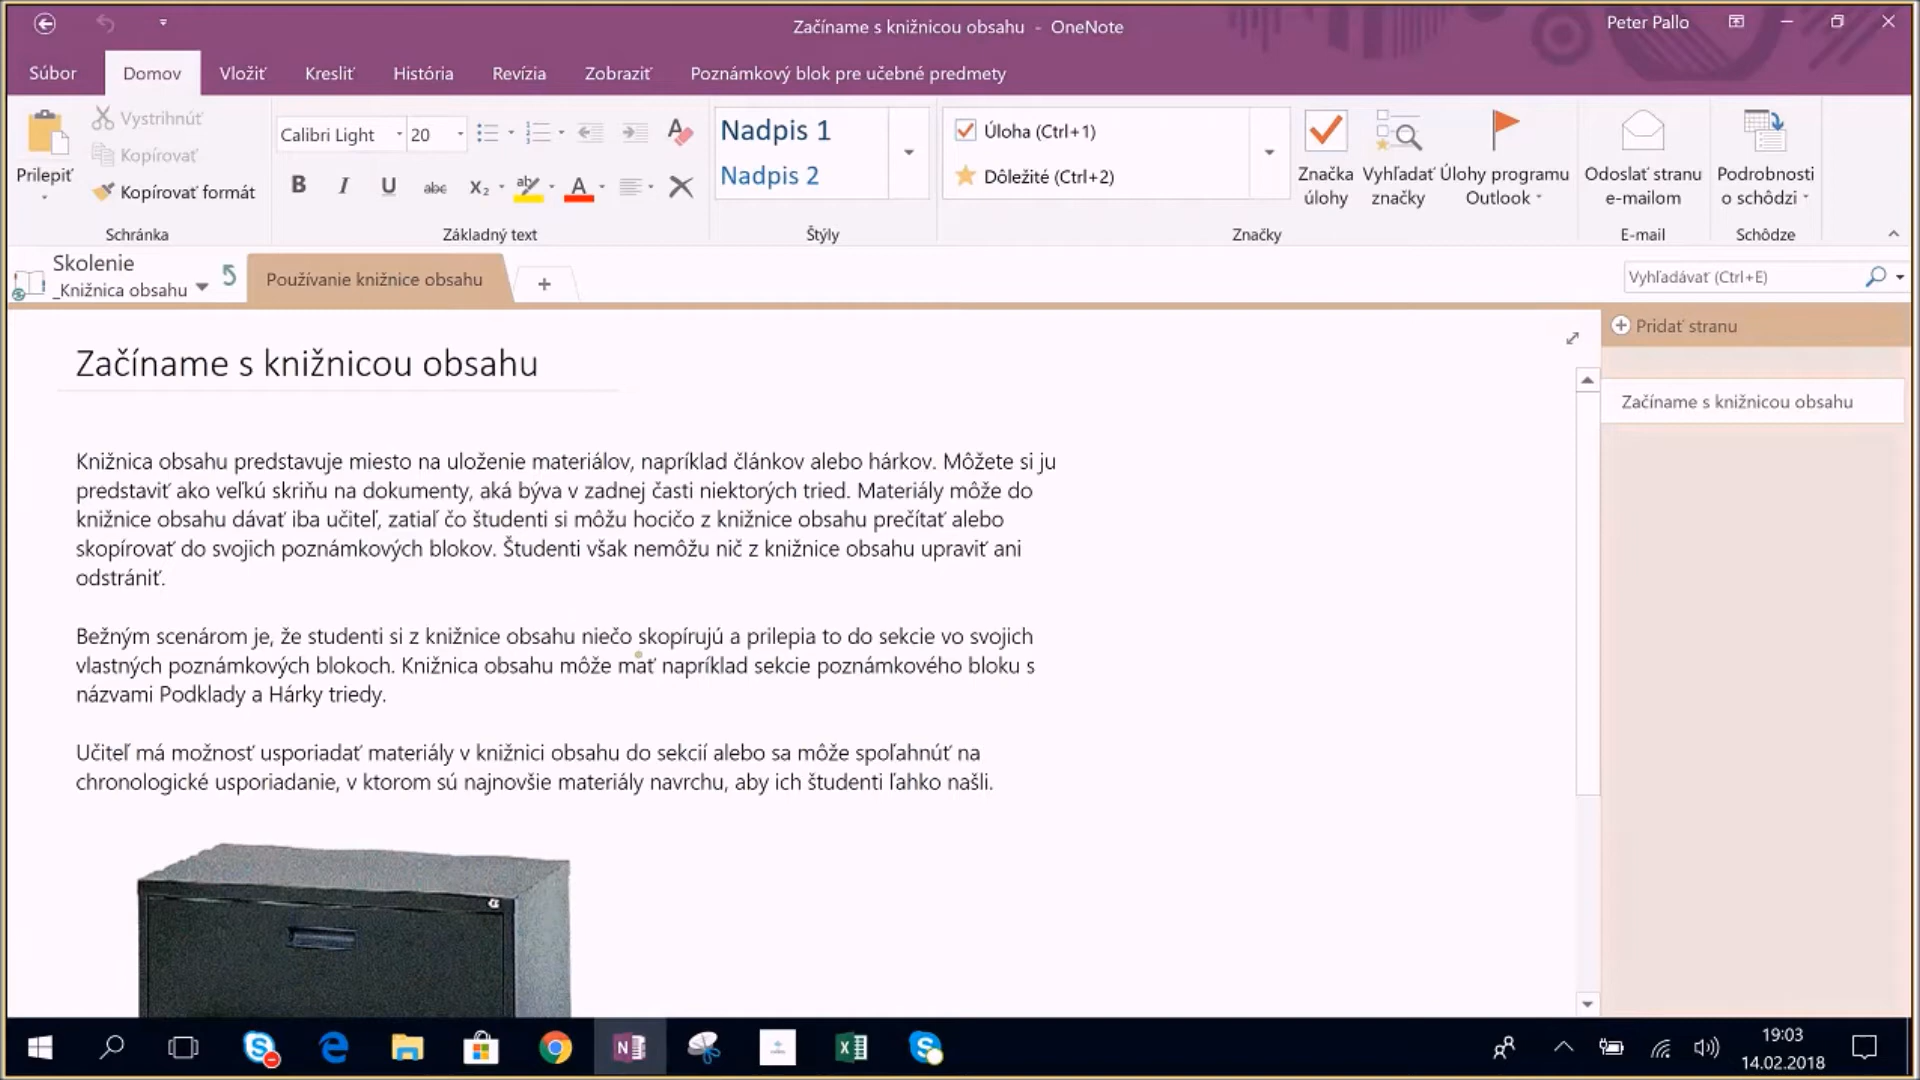 Začíname s knižnicou obsahu - OneNote
Peter Pallo
Súbor Domov Vložiť Kresliť História Revízia Zobraziť Poznámkový blok pre učebné predmety
Prilepiť
Vystrihnúť
Kopírovať
Kopírovať formát
Schránka
Calibri Light 20
B I U abc X₂ ab A
Základný text
Nadpis 1
Nadpis 2
Štýly
Úloha (Ctrl+1)
Dôležité (Ctrl+2)
Značka
úlohy
Vyhľadať
značky
Úlohy programu
Outlook
Značky
Odoslať stranu
e-mailom
E-mail
Podrobnosti
o schôdzi
Schôdze
Skolenie
_Knižnica obsahu
Používanie knižnice obsahu
Vyhľadávať (Ctrl+E)
Pridať stranu
Začíname s knižnicou obsahu
Začíname s knižnicou obsahu
Knižnica obsahu predstavuje miesto na uloženie materiálov, napríklad článkov alebo hárkov. Môžete si ju
predstaviť ako veľkú skriňu na dokumenty, aká býva v zadnej časti niektorých tried. Materiály môže do
knižnice obsahu dávať iba učiteľ, zatiaľ čo študenti si môžu hocičo z knižnice obsahu prečítať alebo
skopírovať do svojich poznámkových blokov. Študenti však nemôžu nič z knižnice obsahu upraviť ani
odstrániť.
Bežným scenárom je, že studenti si z knižnice obsahu niečo skopírujú a prilepia to do sekcie vo svojich
vlastných poznámkových blokoch. Knižnica obsahu môže mať napríklad sekcie poznámkového bloku s
názvami Podklady a Hárky triedy.
Učiteľ má možnosť usporiadať materiály v knižnici obsahu do sekcií alebo sa môže spoľahnúť na
chronologické usporiadanie, v ktorom sú najnovšie materiály navrchu, aby ich študenti ľahko našli.
19:03
14.02.2018